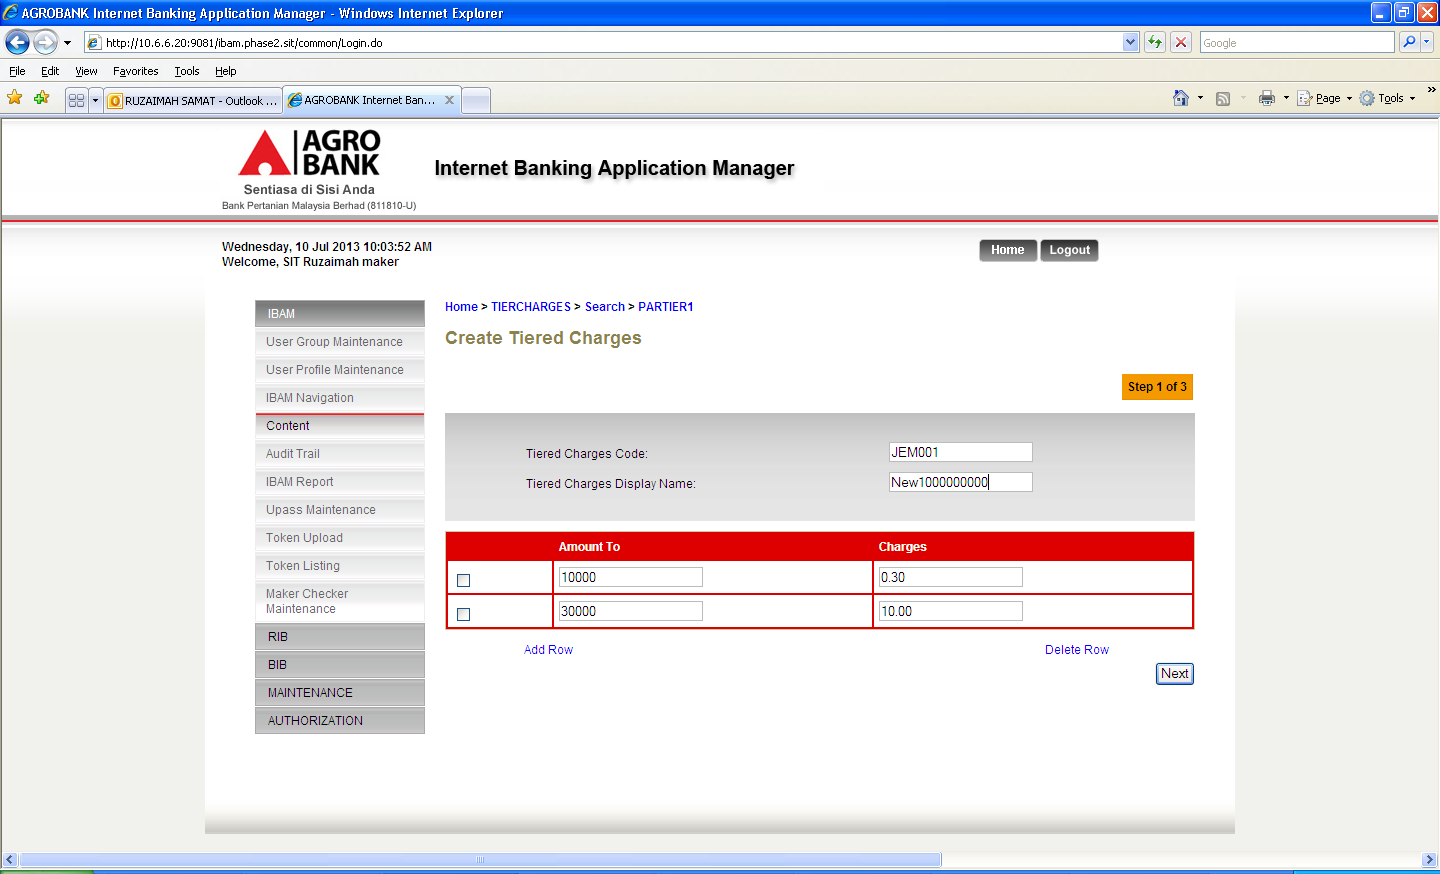 AGROBANK Internet Banking Application Manager - Windows Internet Explorer
http://10.6.6.20:9081/ibam.phase2.sit/common/Login.do
Google
File Edit View Favorites Tools Help
RUZAIMAH SAMAT - Outlook ...
AGROBANK Internet Ban...
Page
Tools
AGRO
BANK
Sentiasa di Sisi Anda
Bank Pertanian Malaysia Berhad (811810-U)
Internet Banking Application Manager
Wednesday, 10 Jul 2013 10:03:52 AM
Welcome, SIT Ruzaimah maker
Home
Logout
IBAM
User Group Maintenance
User Profile Maintenance
IBAM Navigation
Content
Audit Trail
IBAM Report
Upass Maintenance
Token Upload
Token Listing
Maker Checker
Maintenance
RIB
BIB
MAINTENANCE
AUTHORIZATION
Home > TIERCHARGES > Search > PARTIER1
Create Tiered Charges
Step 1 of 3
Tiered Charges Code: JEM001
Tiered Charges Display Name: New1000000000
Amount To Charges
10000 0.30
30000 10.00
Add Row Delete Row
Next